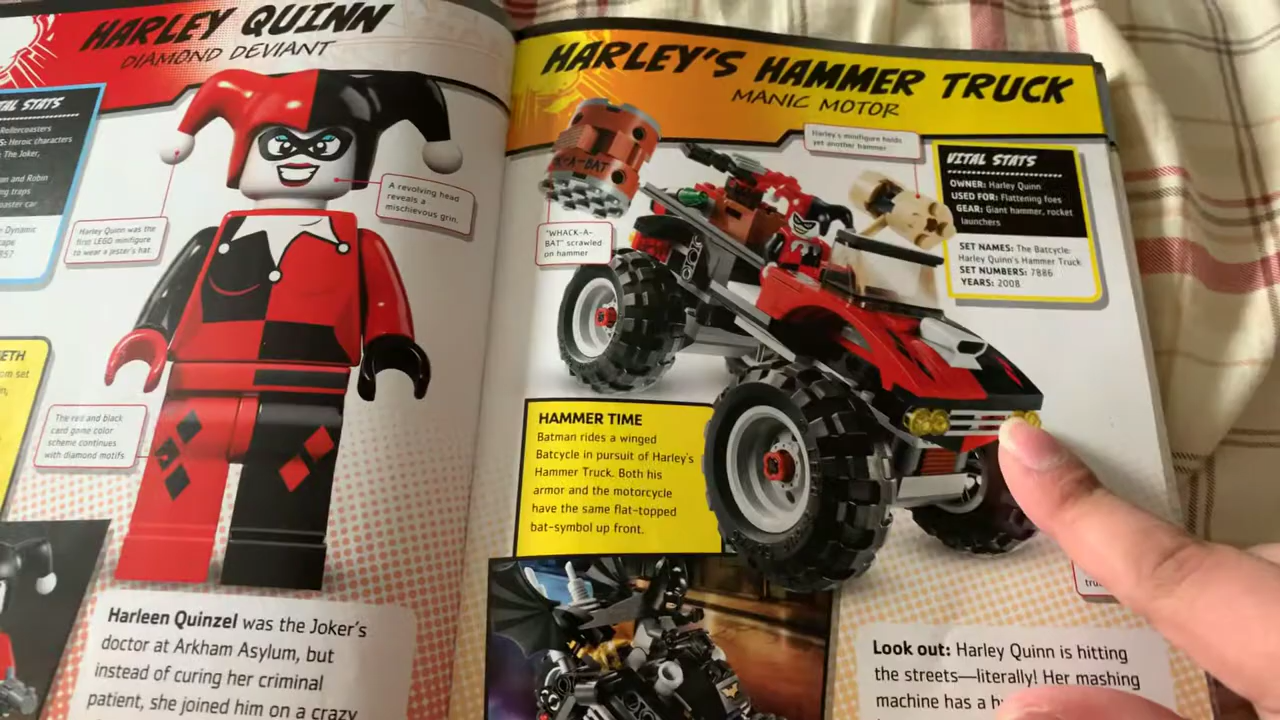 HARLEY QUINN
DIAMOND DEVIANT
STATS
Rollercoasters
Heroic characters
The Joker,
and Robin
ng traps
oaster car
Dynamic
Harley Quinn was the
first LEGO minifigure
to wear a jester's hat.
A revolving head
reveals a
mischievous grin.
ETH
om set
The red and black
card game color
scheme continues
with diamond motifs
Harleen Quinzel was the Joker's
doctor at Arkham Asylum, but
instead of curing her criminal
patient, she joined him on a crazy
HARLEY'S HAMMER TRUCK
MANIC MOTOR
Harley's minifigure holds
yet another hammer
K-A-BAT
"WHACK-A-
BAT" scrawled
on hammer
VITAL STATS
OWNER: Harley Quinn
USED FOR: Flattening foes
GEAR: Giant hammer, rocket
launchers
SET NAMES: The Batcycle:
Harley Quinn's Hammer Truck
SET NUMBERS: 7886
YEARS: 2008
HAMMER TIME
Batman rides a winged
Batcycle in pursuit of Harley's
Hammer Truck. Both his
armor and the motorcycle
have the same flat-topped
bat-symbol up front.
Look out: Harley Quinn is hitting
the streets—literally! Her mashing
machine has a